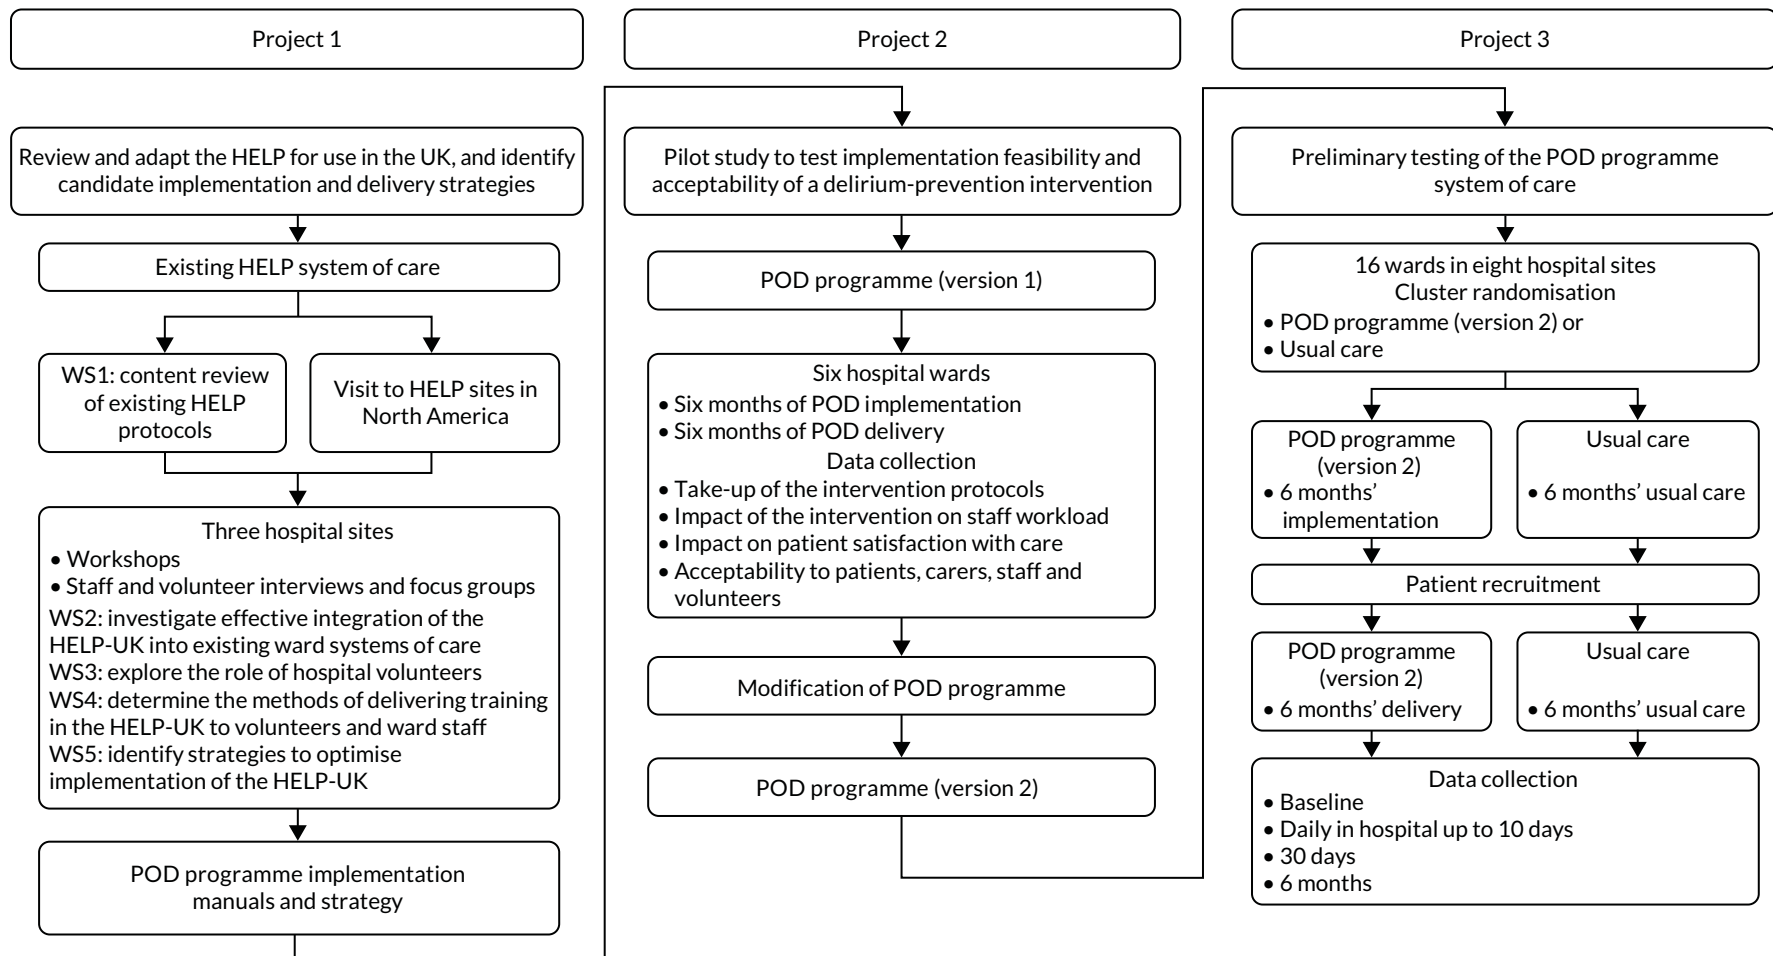 Project 1
Review and adapt the HELP for use in the UK, and identify
candidate implementation and delivery strategies
Existing HELP system of care
WS1: content review
of existing HELP
protocols
Visit to HELP sites in
North America
Three hospital sites
• Workshops
• Staff and volunteer interviews and focus groups
WS2: investigate effective integration of the
HELP-UK into existing ward systems of care
WS3: explore the role of hospital volunteers
WS4: determine the methods of delivering training
in the HELP-UK to volunteers and ward staff
WS5: identify strategies to optimise
implementation of the HELP-UK
POD programme implementation
manuals and strategy
Project 2
Pilot study to test implementation feasibility and
acceptability of a delirium-prevention intervention
POD programme (version 1)
Six hospital wards
• Six months of POD implementation
• Six months of POD delivery
Data collection
• Take-up of the intervention protocols
• Impact of the intervention on staff workload
• Impact on patient satisfaction with care
• Acceptability to patients, carers, staff and
volunteers
Modification of POD programme
POD programme (version 2)
Project 3
Preliminary testing of the POD programme
system of care
16 wards in eight hospital sites
Cluster randomisation
• POD programme (version 2) or
• Usual care
POD programme
(version 2)
• 6 months’
implementation
Usual care
• 6 months’ usual care
Patient recruitment
POD programme
(version 2)
• 6 months’ delivery
Usual care
• 6 months’ usual care
Data collection
• Baseline
• Daily in hospital up to 10 days
• 30 days
• 6 months